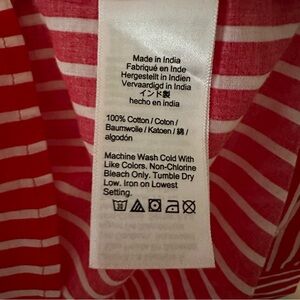 Made in India
Fabriqué en Inde
Hergestellt in Indien
Vervaardigd in India
インド製
hecho en india
100% Cotton / Coton /
Baumwolle / Katoen / 綿 /
algodón
Machine Wash Cold With
Like Colors. Non-Chlorine
Bleach Only. Tumble Dry
Low. Iron on Lowest
Setting.